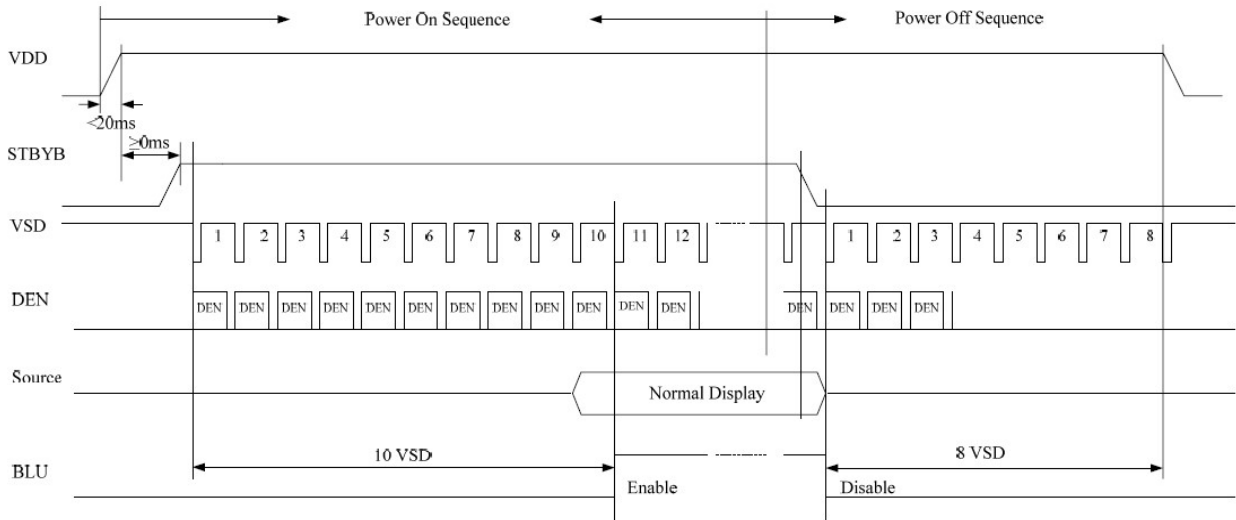 Power On Sequence
Power Off Sequence
VDD
<20ms
≥0ms
STBYB
VSD
1 2 3 4 5 6 7 8 9 10 11 12 1 2 3 4 5 6 7 8
DEN
DEN DEN DEN DEN DEN DEN DEN DEN DEN DEN DEN DEN DEN DEN DEN DEN
Source
Normal Display
10 VSD
8 VSD
BLU
Enable
Disable